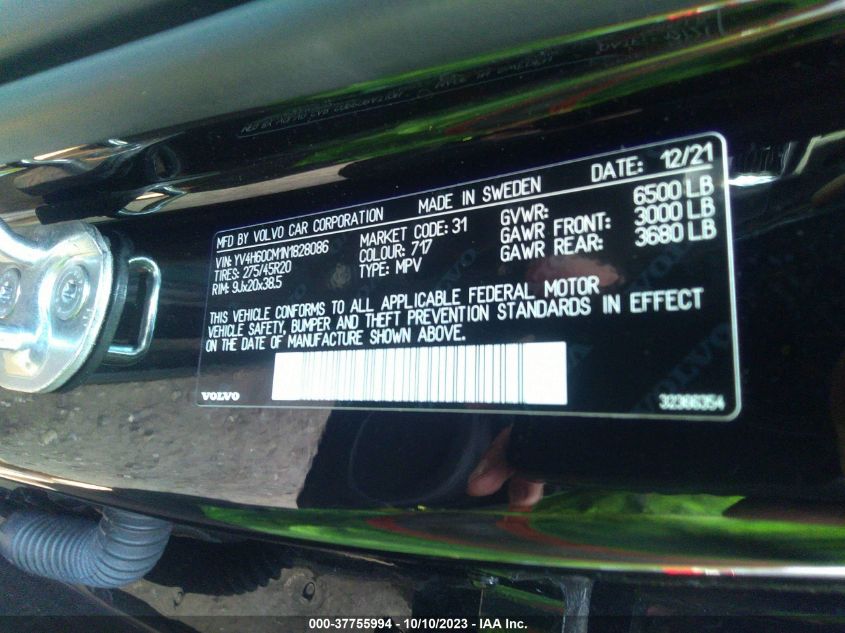 MFD BY VOLVO CAR CORPORATION MADE IN SWEDEN DATE: 12/21
VIN: YV4H60CM1N1828086 MARKET CODE: 31 GVWR: 6500 LB
TIRES: 275/45R20 COLOUR: 717 GAWR FRONT: 3000 LB
RIM: 9Jx20x38.5 TYPE: MPV GAWR REAR: 3680 LB
THIS VEHICLE CONFORMS TO ALL APPLICABLE FEDERAL MOTOR
VEHICLE SAFETY, BUMPER AND THEFT PREVENTION STANDARDS IN EFFECT
ON THE DATE OF MANUFACTURE SHOWN ABOVE.
VOLVO 32386354
000-37755994 - 10/10/2023 - IAA Inc.